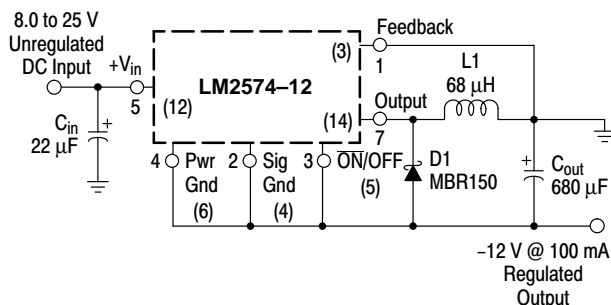 8.0 to 25 V
Unregulated
DC Input
+Vin
5
(12)
Cin
22 µF
+
LM2574–12
(3)
Feedback
1
(14)
Output
7
L1
68 µH
4
Pwr
Gnd
(6)
2
Sig
Gnd
(4)
3
ON/OFF
(5)
D1
MBR150
+
Cout
680 µF
–12 V @ 100 mA
Regulated
Output